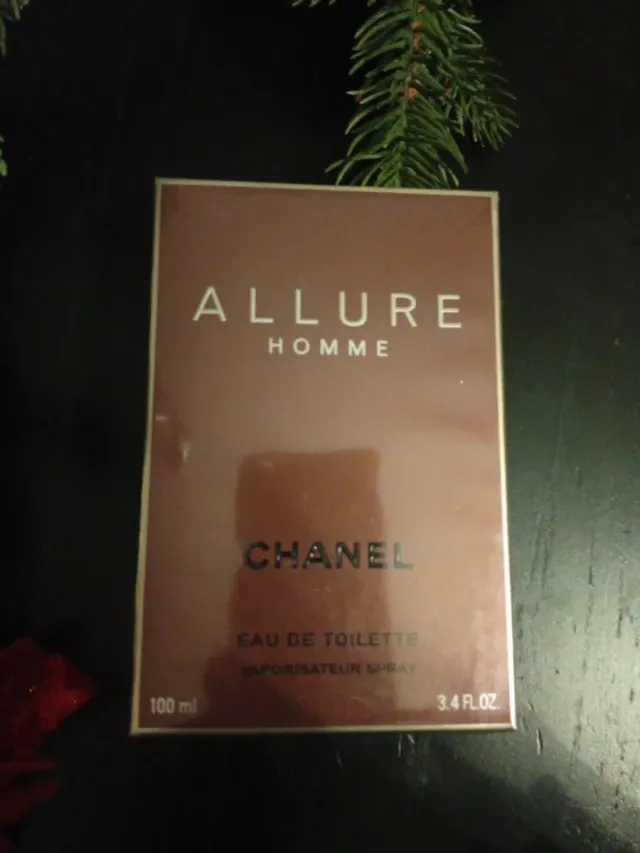 ALLURE
HOMME
CHANEL
EAU DE TOILETTE
VAPORISATEUR SPRAY
100 ml 3.4 FL.OZ.